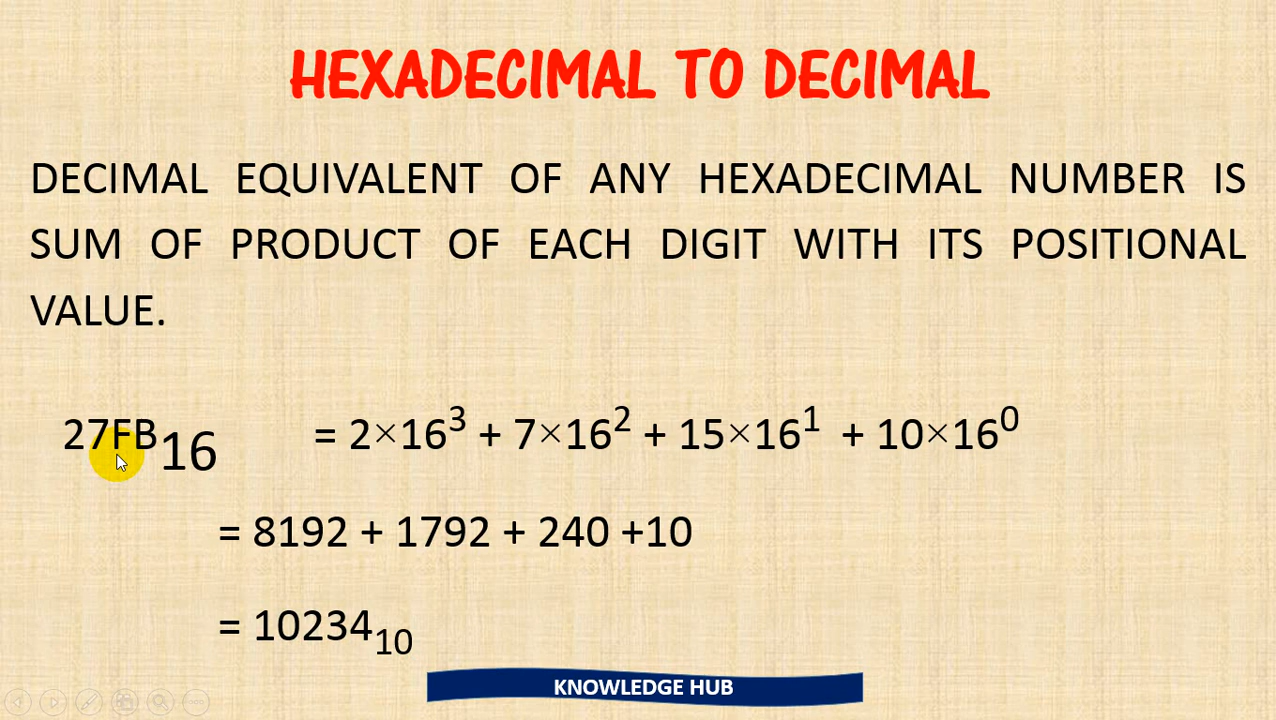 HEXADECIMAL TO DECIMAL
DECIMAL EQUIVALENT OF ANY HEXADECIMAL NUMBER IS
SUM OF PRODUCT OF EACH DIGIT WITH ITS POSITIONAL
VALUE.
27FB₁₆ = 2×16³ + 7×16² + 15×16¹ + 10×16⁰
= 8192 + 1792 + 240 +10
= 10234₁₀
KNOWLEDGE HUB